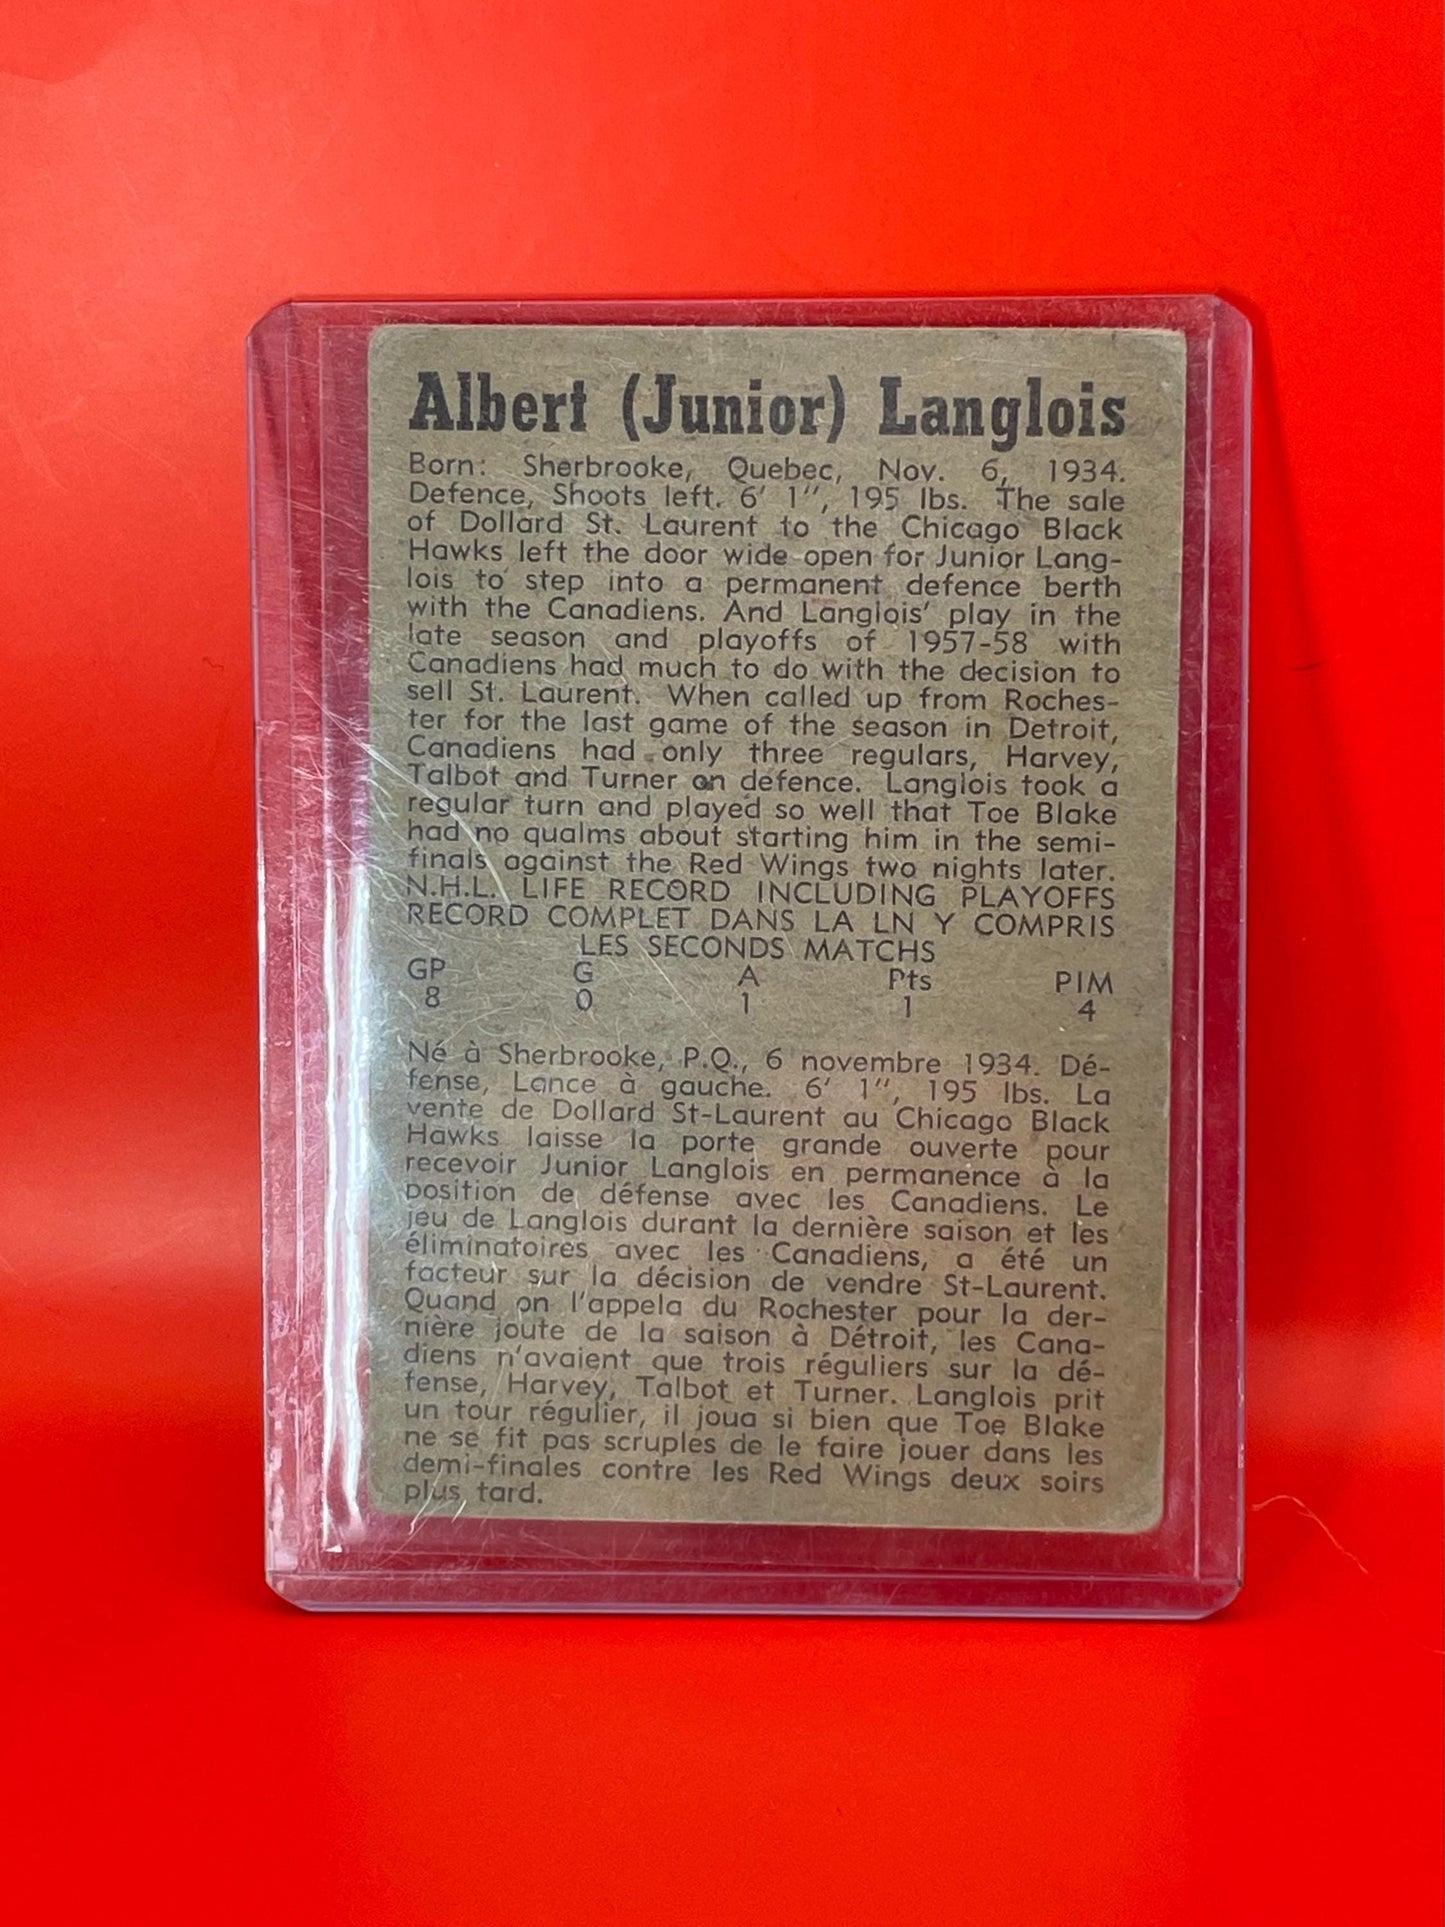 Albert (Junior) Langlois
Born: Sherbrooke, Quebec, Nov. 6, 1934.
Defence, Shoots left. 6' 1", 195 lbs. The sale
of Dollard St. Laurent to the Chicago Black
Hawks left the door wide open for Junior Lang-
lois to step into a permanent defence berth
with the Canadiens. And Langlois' play in the
late season and playoffs of 1957-58 with
Canadiens had much to do with the decision to
sell St. Laurent. When called up from Roches-
ter for the last game of the season in Detroit,
Canadiens had only three regulars, Harvey,
Talbot and Turner on defence. Langlois took a
regular turn and played so well that Toe Blake
had no qualms about starting him in the semi-
finals against the Red Wings two nights later.
N.H.L. LIFE RECORD INCLUDING PLAYOFFS
RECORD COMPLET DANS LA LN Y COMPRIS
LES SECONDS MATCHS
GP G A Pts PIM
8 0 1 1 4
Né à Sherbrooke, P.Q., 6 novembre 1934. Dé-
fense, Lance à gauche. 6' 1", 195 lbs. La
vente de Dollard St-Laurent au Chicago Black
Hawks laisse la porte grande ouverte pour
recevoir Junior Langlois en permanence à la
position de défense avec les Canadiens. Le
jeu de Langlois durant la dernière saison et les
éliminatoires avec les Canadiens, a été un
facteur sur la décision de vendre St-Laurent.
Quand on l'appela du Rochester pour la der-
nière joute de la saison à Détroit, les Cana-
diens n'avaient que trois réguliers sur la dé-
fense, Harvey, Talbot et Turner. Langlois prit
un tour régulier, il joua si bien que Toe Blake
ne se fit pas scruples de le faire jouer dans les
demi-finales contre les Red Wings deux soirs
plus tard.